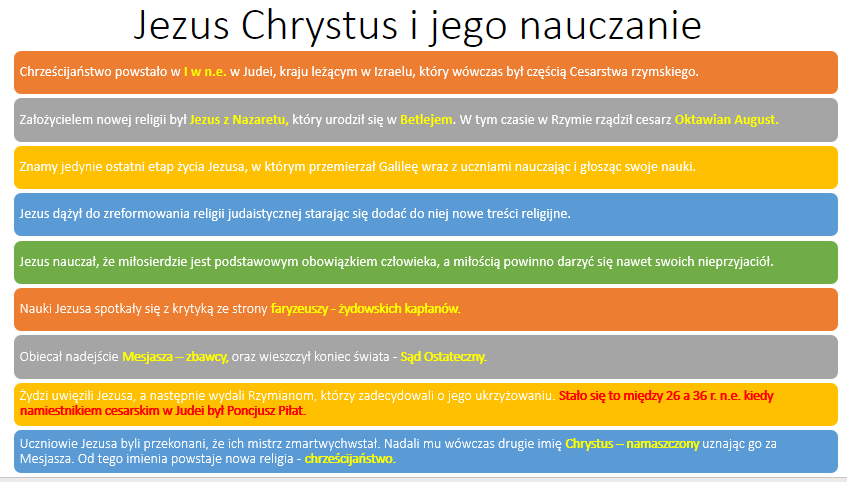 Jezus Chrystus i jego nauczanie
Chrześcijaństwo powstało w I w n.e. w Judei, kraju leżącym w Izraelu, który wówczas był częścią Cesarstwa rzymskiego.
Założycielem nowej religii był Jezus z Nazaretu, który urodził się w Betlejem. W tym czasie w Rzymie rządził cesarz Oktawian August.
Znamy jedynie ostatni etap życia Jezusa, w którym przemierzał Galileę wraz z uczniami nauczając i głosząc swoje nauki.
Jezus dążył do zreformowania religii judaistycznej starając się dodać do niej nowe treści religijne.
Jezus nauczał, że miłosierdzie jest podstawowym obowiązkiem człowieka, a miłością powinno darzyć się nawet swoich nieprzyjaciół.
Nauki Jezusa spotkały się z krytyką ze strony faryzeuszy - żydowskich kapłanów.
Obiecał nadejście Mesjasza – zbawcy, oraz wieszczył koniec świata - Sąd Ostateczny.
Żydzi uwięzili Jezusa, a następnie wydali Rzymianom, którzy zadecydowali o jego ukrzyżowaniu. Stało się to między 26 a 36 r. n.e. kiedy
namiestnikiem cesarskim w Judei był Poncjusz Piłat.
Uczniowie Jezusa byli przekonani, że ich mistrz zmartwychwstał. Nadali mu wówczas drugie imię Chrystus – namaszczony uznając go za
Mesjasza. Od tego imienia powstaje nowa religia - chrześcijaństwo.